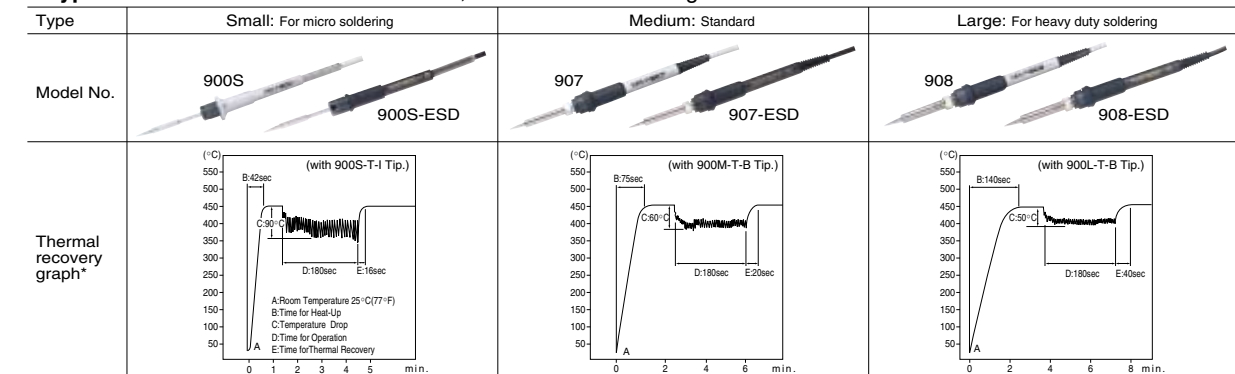 Type
Small: For micro soldering
Medium: Standard
Large: For heavy duty soldering
Model No.
900S
900S-ESD
907
907-ESD
908
908-ESD
Thermal
recovery
graph*
(°C)
(with 900S-T-I Tip.)
550
500
450
400
350
300
250
200
150
100
50
B:42sec
C:90°C
D:180sec
E:16sec
A:Room Temperature 25°C(77°F)
B:Time for Heat-Up
C:Temperature Drop
D:Time for Operation
E:Time forThermal Recovery
A
0 1 2 3 4 5 min.
(°C)
(with 900M-T-B Tip.)
550
500
450
400
350
300
250
200
150
100
50
B:75sec
C:60°C
D:180sec
E:20sec
A
0 2 4 6 min.
(°C)
(with 900L-T-B Tip.)
550
500
450
400
350
300
250
200
150
100
50
B:140sec
C:50°C
D:180sec
E:40sec
A
0 2 4 6 8 min.